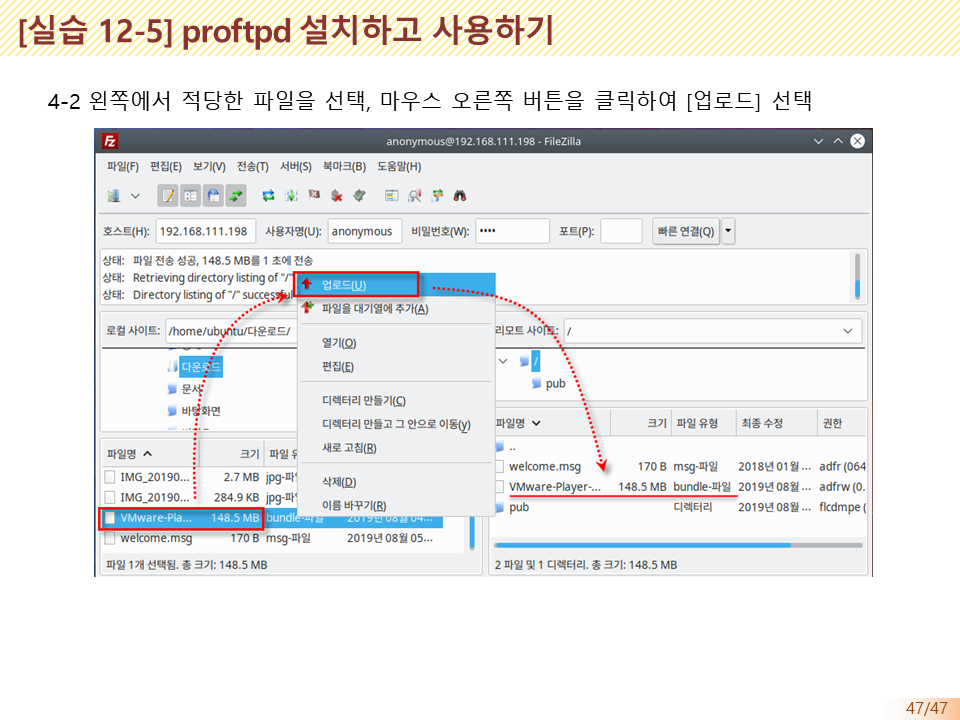 [실습 12-5] proftpd 설치하고 사용하기
4-2 왼쪽에서 적당한 파일을 선택, 마우스 오른쪽 버튼을 클릭하여 [업로드] 선택
anonymous@192.168.111.198 - FileZilla
파일(F) 편집(E) 보기(V) 전송(T) 서버(S) 북마크(B) 도움말(H)
호스트(H): 192.168.111.198 사용자명(U): anonymous 비밀번호(W): •••• 포트(P): 빠른 연결(Q)
상태: 파일 전송 성공, 148.5 MB를 1 초에 전송
상태: Retrieving directory listing of "/"
상태: Directory listing of "/" successful
업로드(U)
파일을 대기열에 추가(A)
열기(O)
편집(E)
디렉터리 만들기(C)
디렉터리 만들고 그 안으로 이동(y)
새로 고침(R)
삭제(D)
이름 바꾸기(R)
로컬 사이트: /home/ubuntu/다운로드/
다운로드
문서
바탕화면
파일명 크기 파일 유
IMG_20190... 2.7 MB jpg-파
IMG_20190... 284.9 KB jpg-파
VMware-Pla... 148.5 MB bundle-파일 2019년 08월 04...
welcome.msg 170 B msg-파일 2019년 08월 05...
파일 1개 선택됨. 총 크기: 148.5 MB
리모트 사이트: /
/
pub
파일명 크기 파일 유형 최종 수정 권한
..
welcome.msg 170 B msg-파일 2018년 01월 ... adfr (064
VMware-Player-... 148.5 MB bundle-파일 2019년 08월 ... adfrw (0.
pub 디렉터리 2019년 08월 ... flcdmpe (
2 파일 및 1 디렉터리. 총 크기: 148.5 MB
47/47